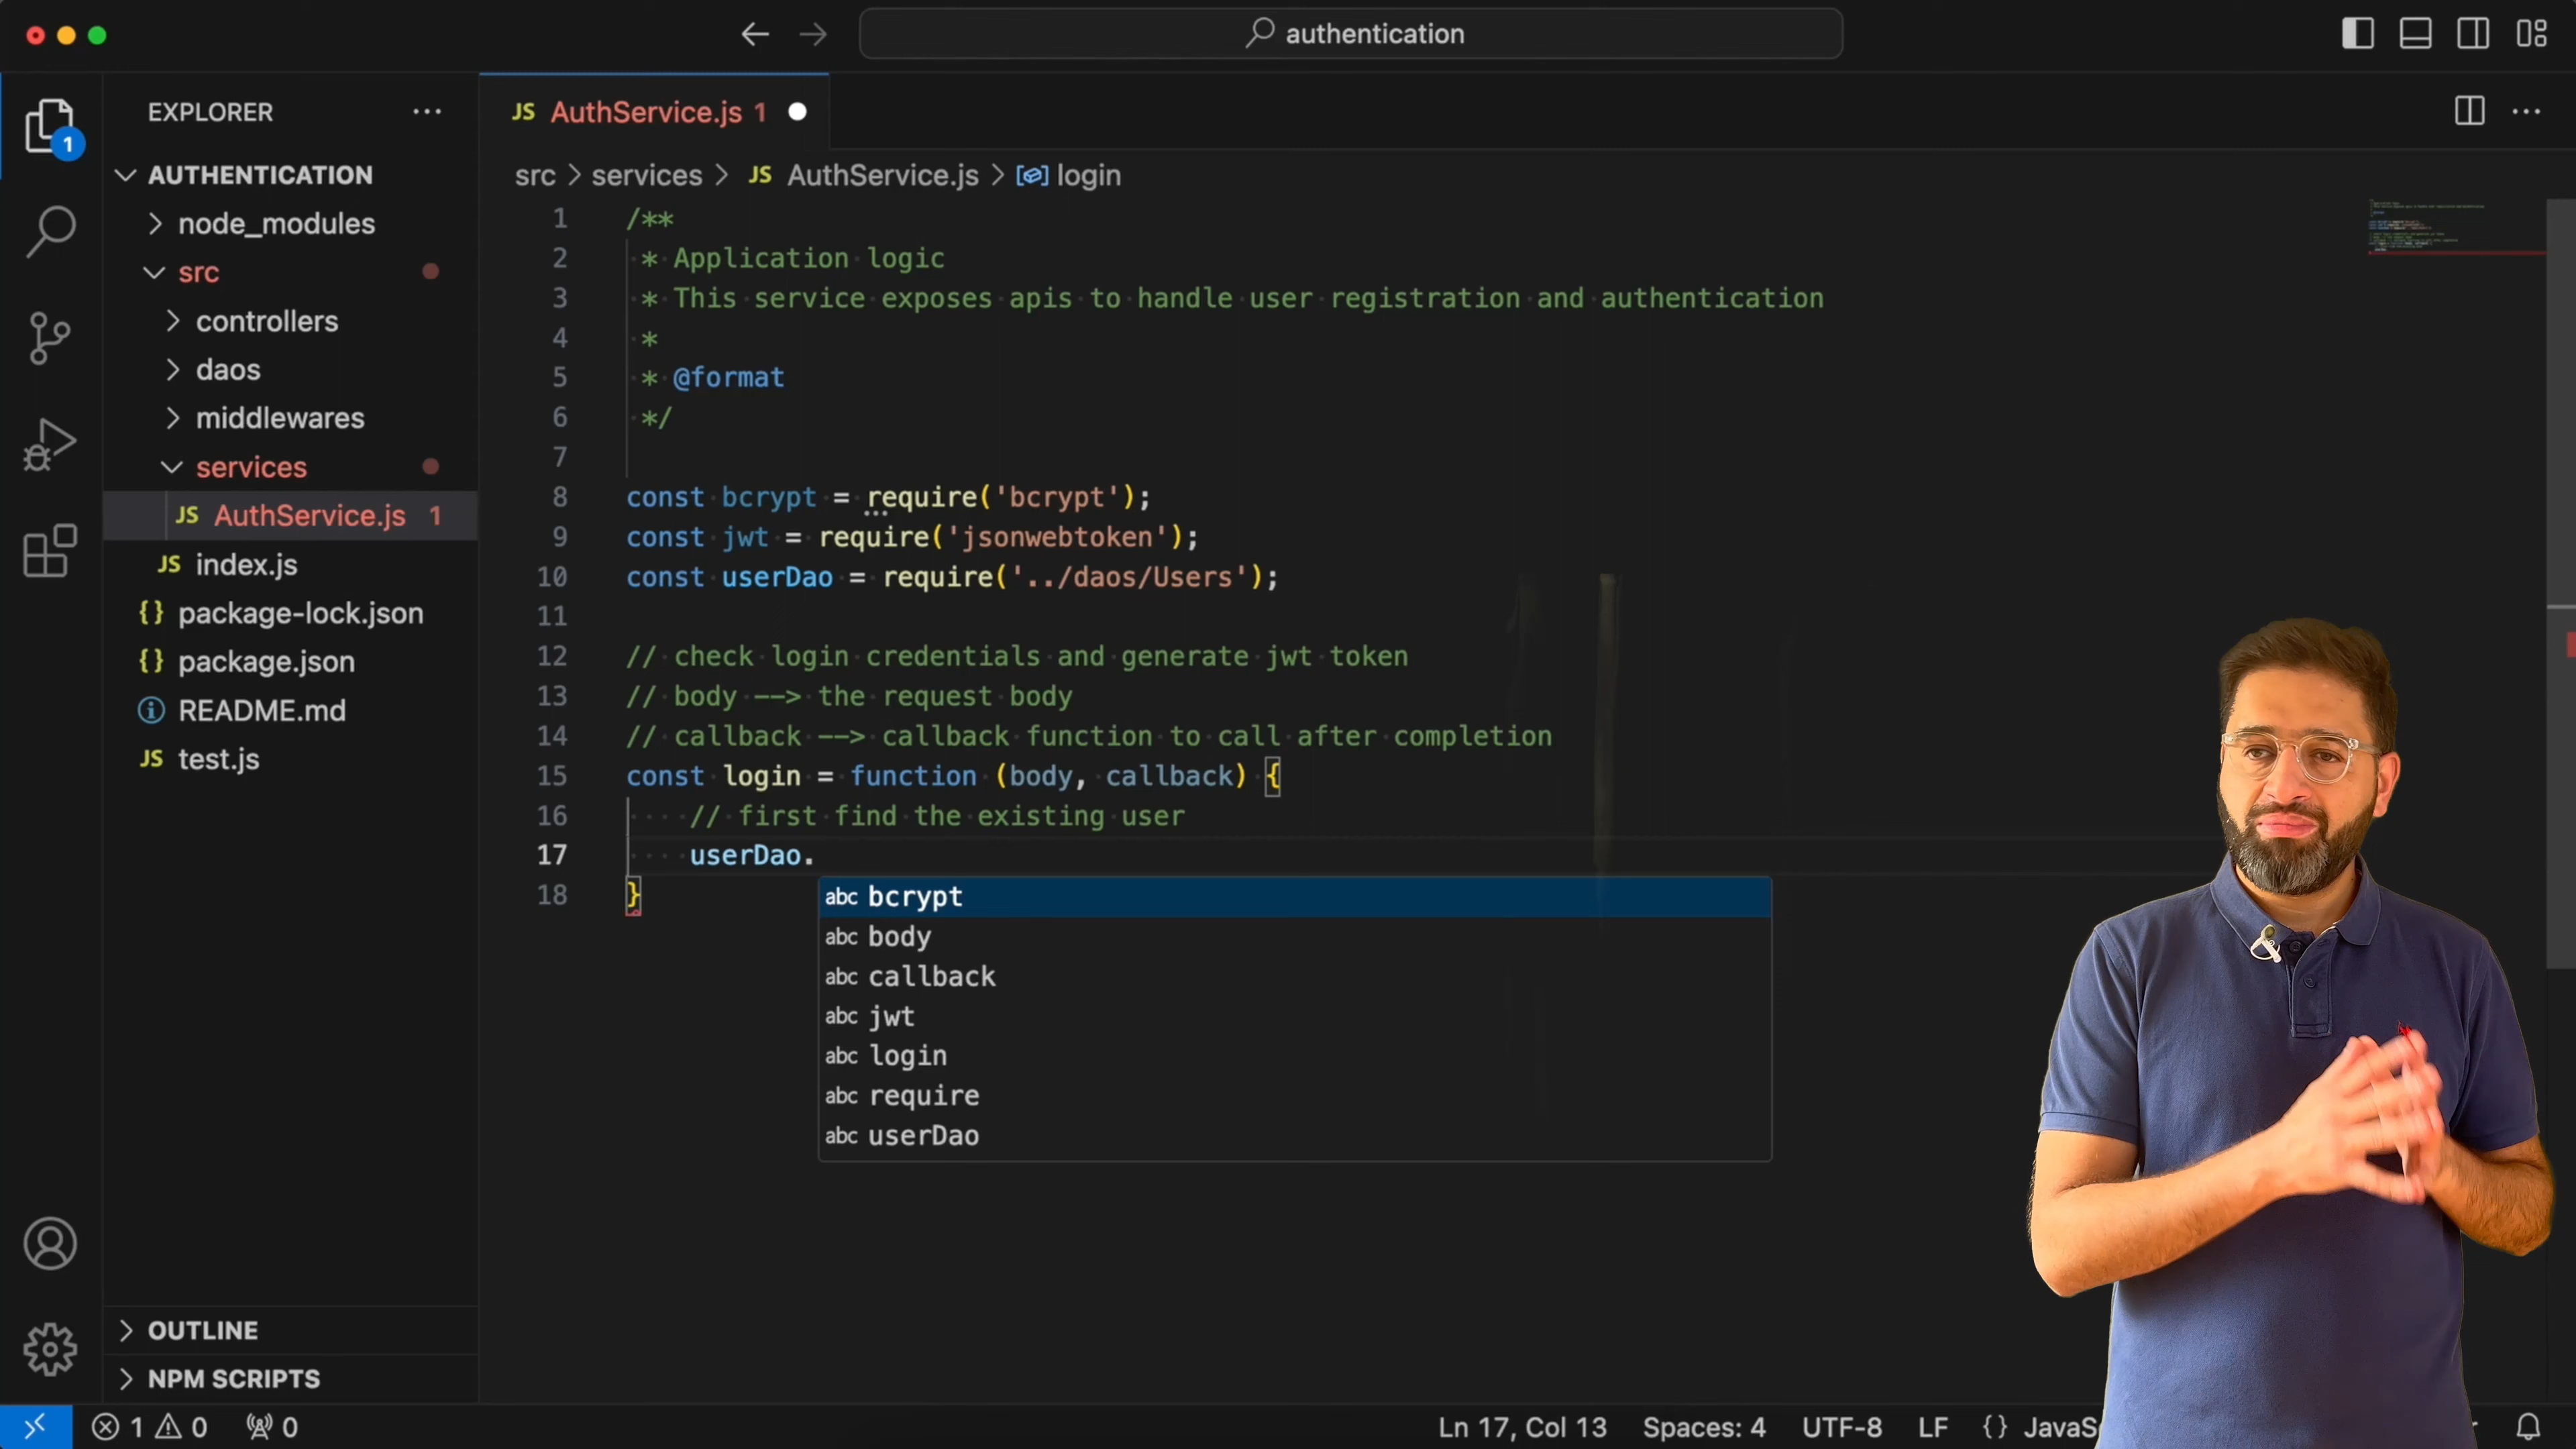 authentication
EXPLORER
AUTHENTICATION
node_modules
src
controllers
daos
middlewares
services
JS AuthService.js 1
JS index.js
{} package-lock.json
{} package.json
README.md
JS test.js
OUTLINE
NPM SCRIPTS
1
JS AuthService.js 1
src > services > JS AuthService.js > login
1 /**
2 * Application logic
3 * This service exposes apis to handle user registration and authentication
4 *
5 * @format
6 */
7
8 const bcrypt = require('bcrypt');
9 const jwt = require('jsonwebtoken');
10 const userDao = require('../daos/Users');
11
12 // check login credentials and generate jwt token
13 // body --> the request body
14 // callback --> callback function to call after completion
15 const login = function (body, callback) {
16 // first find the existing user
17 userDao.
18 }
abc bcrypt
abc body
abc callback
abc jwt
abc login
abc require
abc userDao
1 0 0
Ln 17, Col 13 Spaces: 4 UTF-8 LF {}